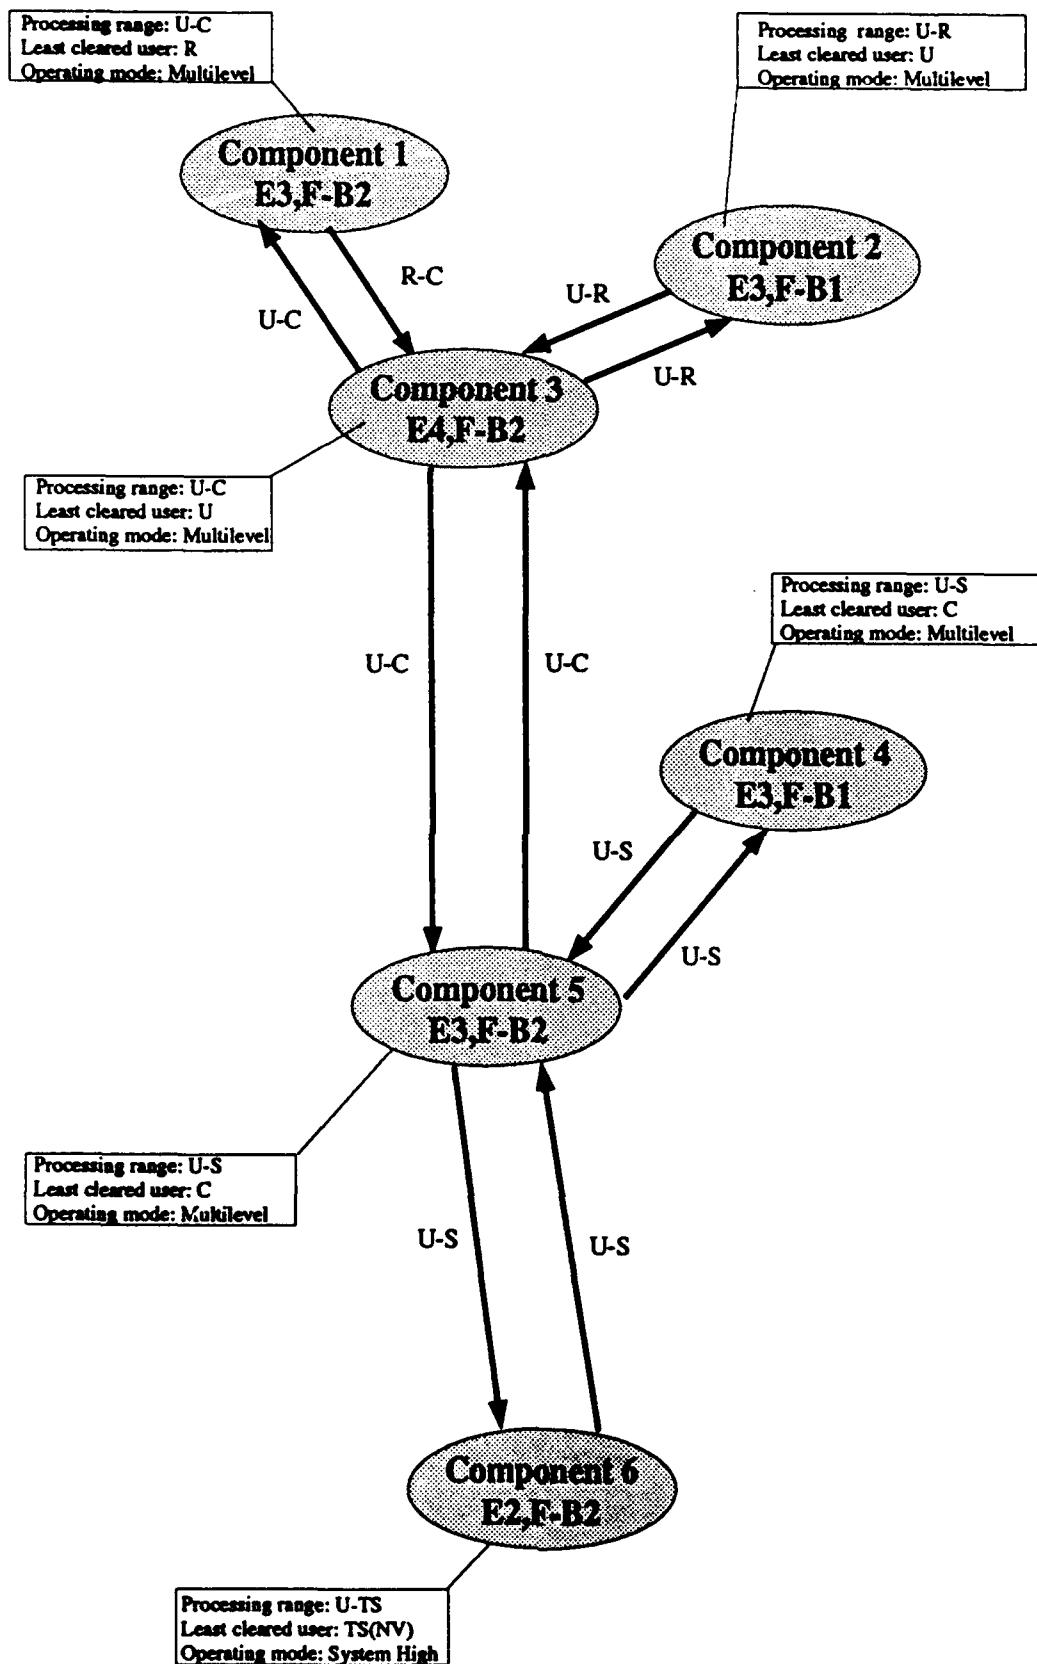 Processing range: U-C
Least cleared user: R
Operating mode: Multilevel
Processing range: U-R
Least cleared user: U
Operating mode: Multilevel
Component 1
E3,F-B2
Component 2
E3,F-B1
R-C
U-C
U-R
U-R
Component 3
E4,F-B2
Processing range: U-C
Least cleared user: U
Operating mode: Multilevel
Processing range: U-S
Least cleared user: C
Operating mode: Multilevel
U-C
U-C
Component 4
E3,F-B1
U-S
U-S
Component 5
E3,F-B2
Processing range: U-S
Least cleared user: C
Operating mode: Multilevel
U-S
U-S
Component 6
E2,F-B2
Processing range: U-TS
Least cleared user: TS(NV)
Operating mode: System High